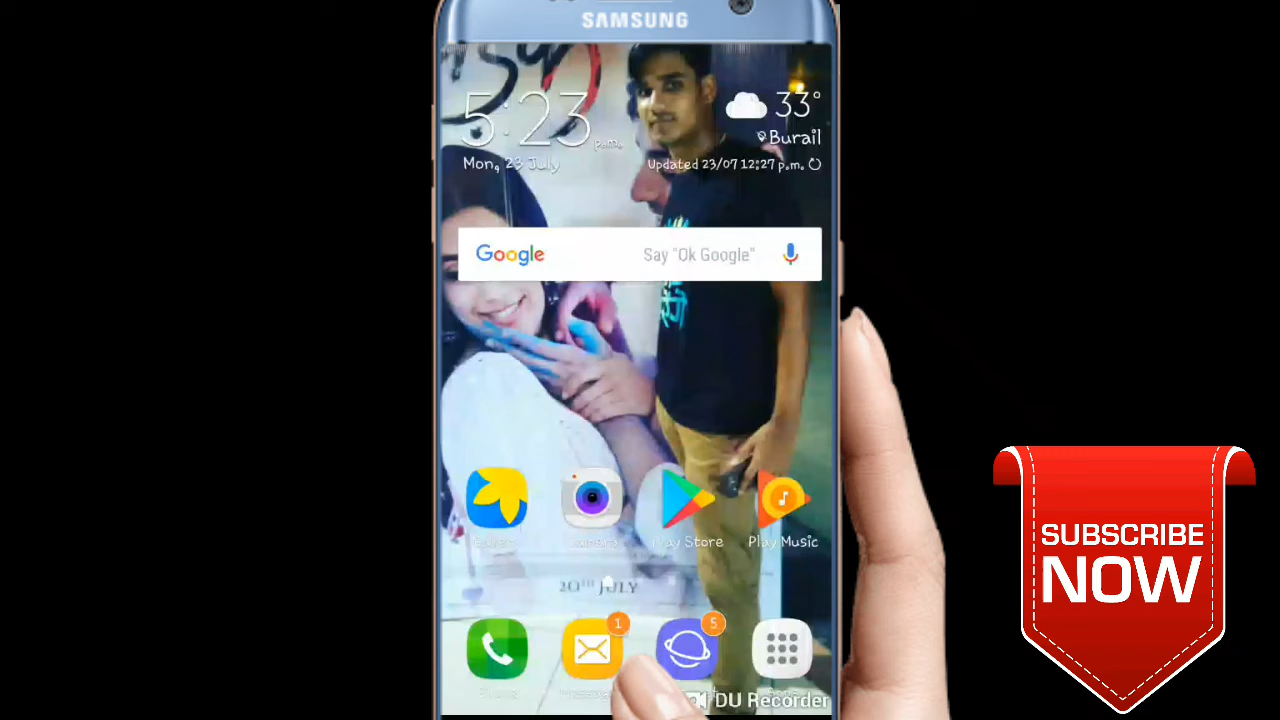 SAMSUNG
5:23 p.m.
33°
Burail
Mon, 23 July
Updated 23/07 12:27 p.m.
Google
Say "Ok Google"
Play Store
Play Music
20TH JULY
1
5
DU Recorder
SUBSCRIBE
NOW